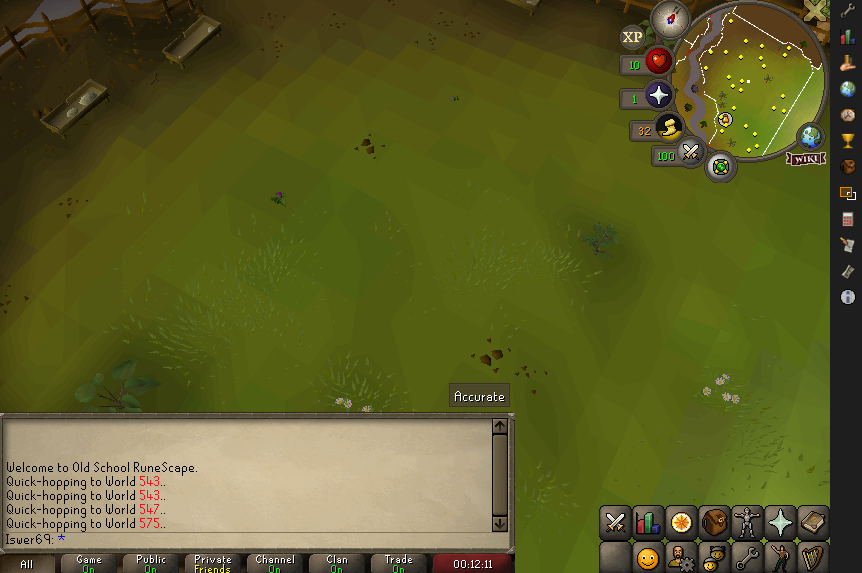 XP
10
1
32
100
WIKI
Accurate
Welcome to Old School RuneScape.
Quick-hopping to World 543..
Quick-hopping to World 543..
Quick-hopping to World 547..
Quick-hopping to World 575..
Iswer69: *
All
Game
On
Public
On
Private
Friends
Channel
On
Clan
On
Trade
On
00:12:11